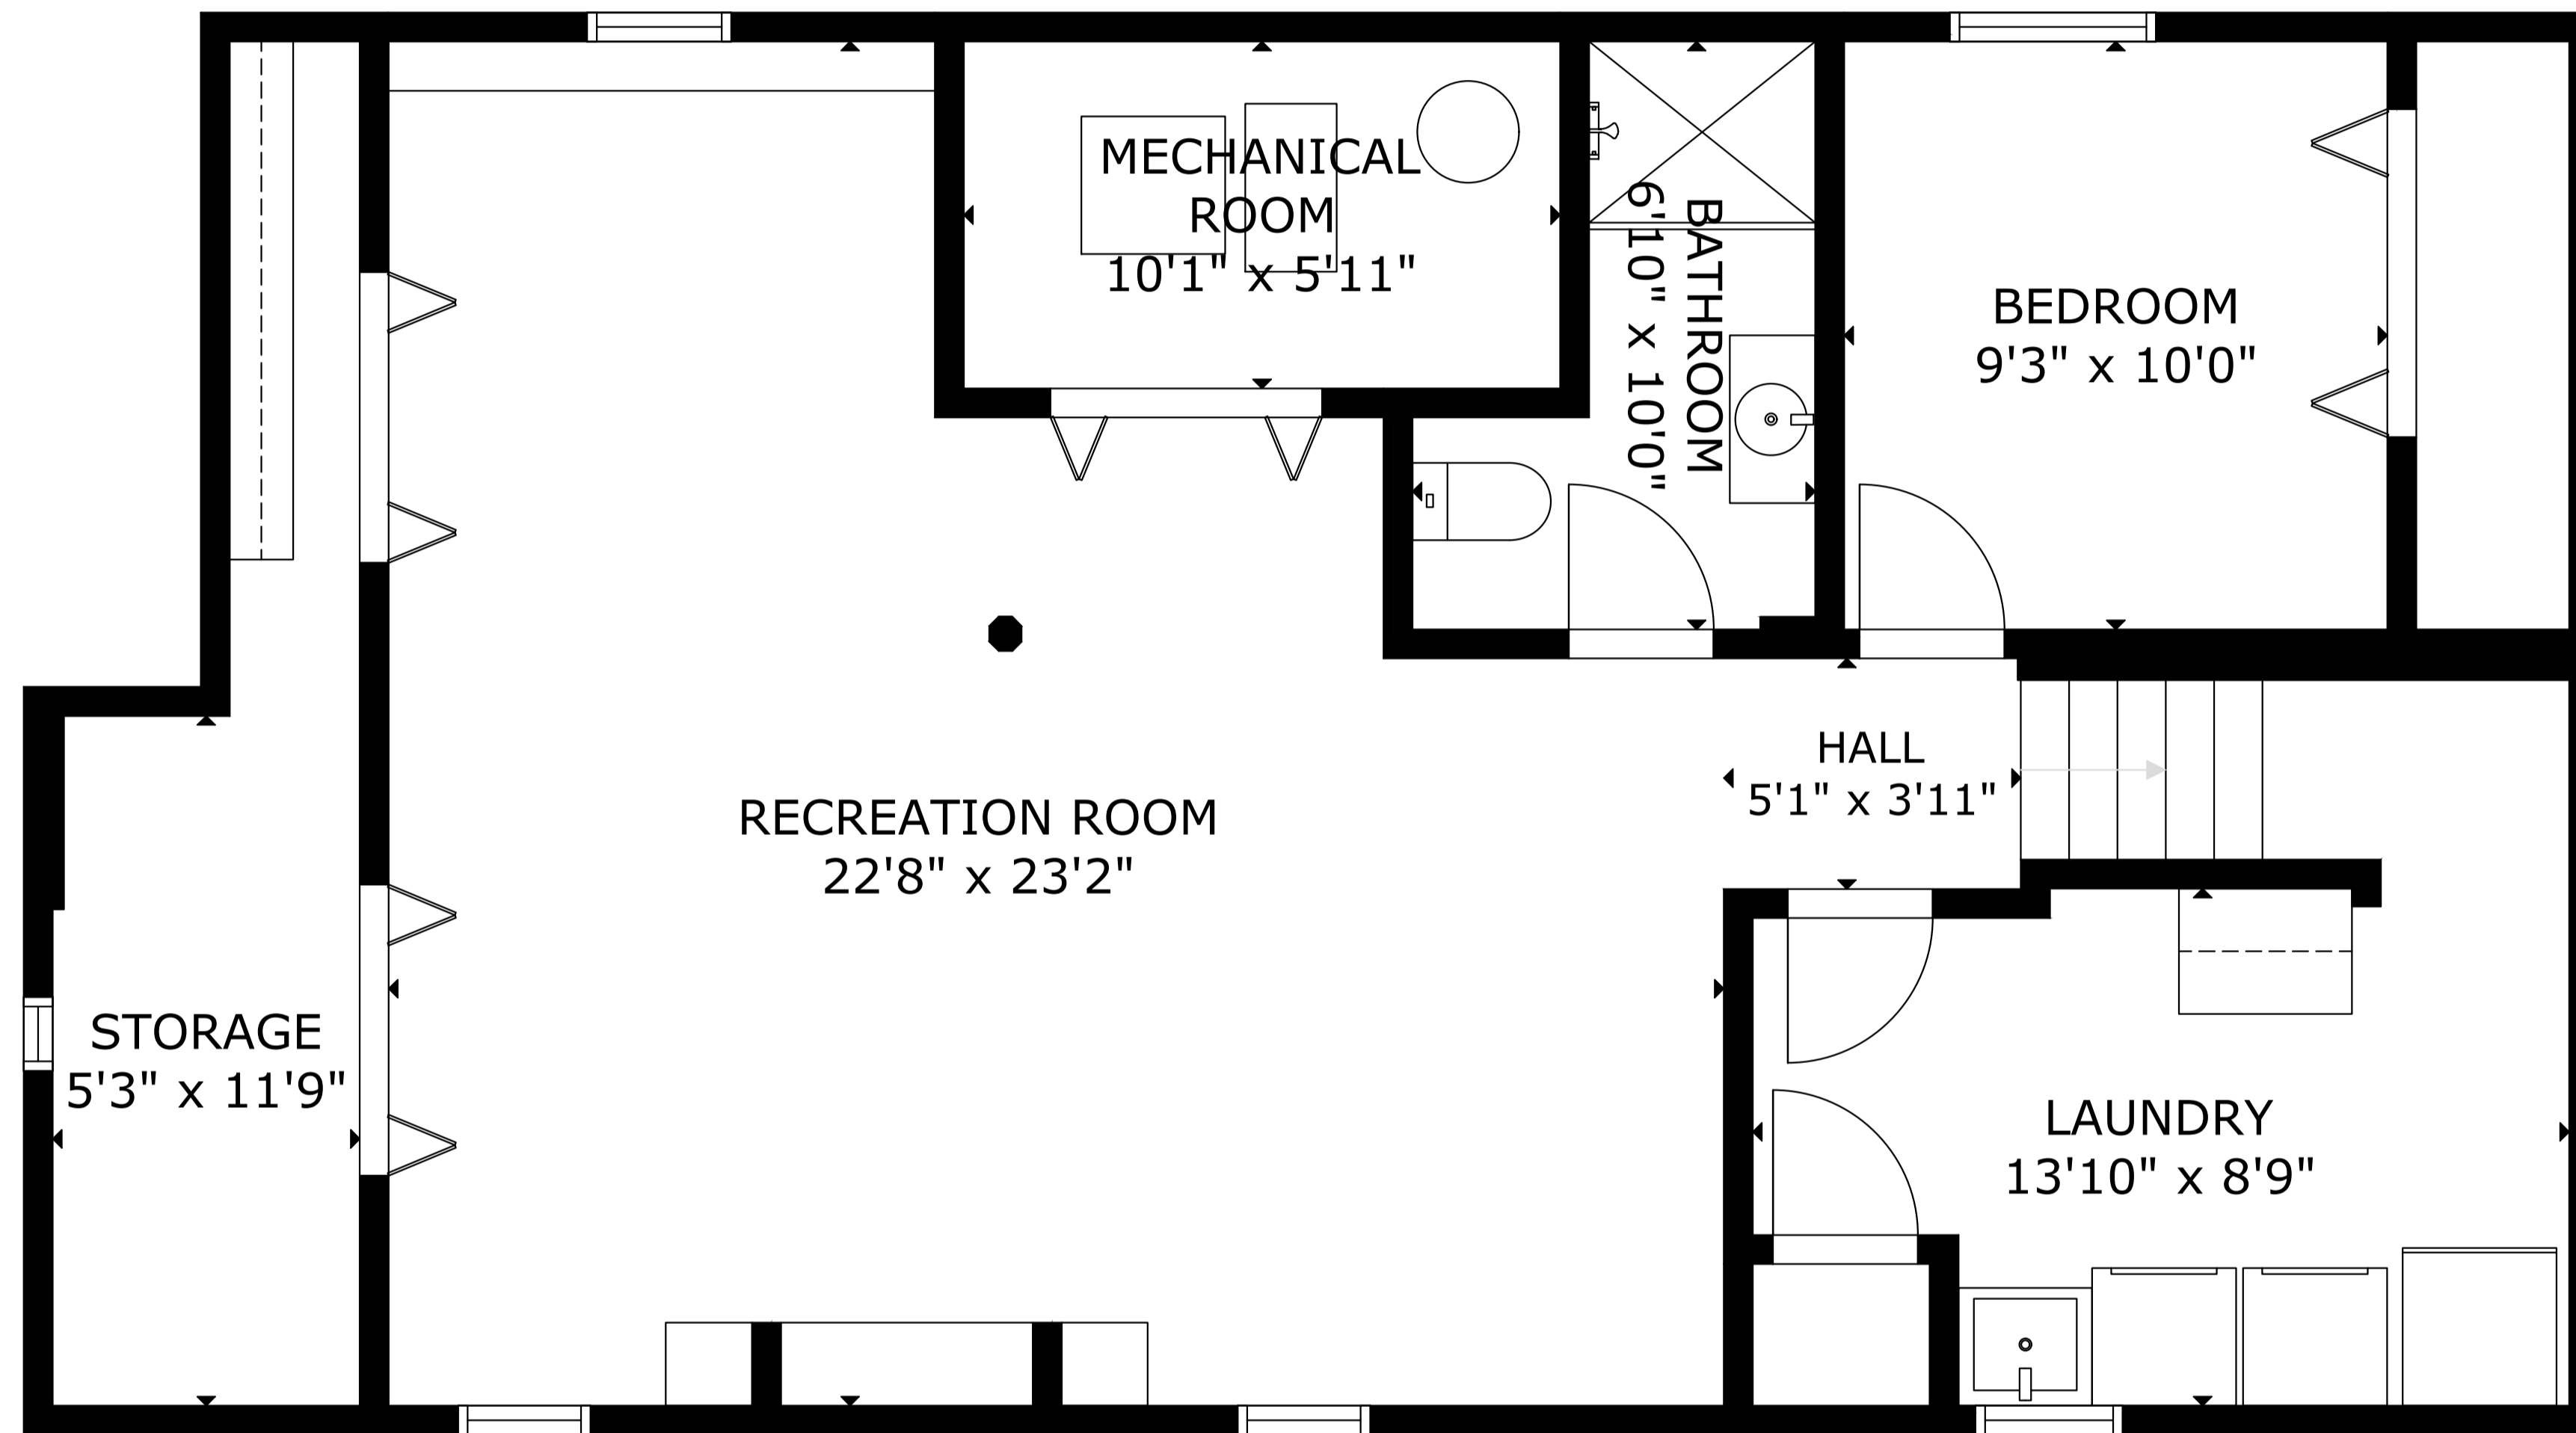 MECHANICAL
ROOM
10'1" x 5'11"
BATHROOM
6'10" x 10'0"
BEDROOM
9'3" x 10'0"
HALL
5'1" x 3'11"
RECREATION ROOM
22'8" x 23'2"
STORAGE
5'3" x 11'9"
LAUNDRY
13'10" x 8'9"